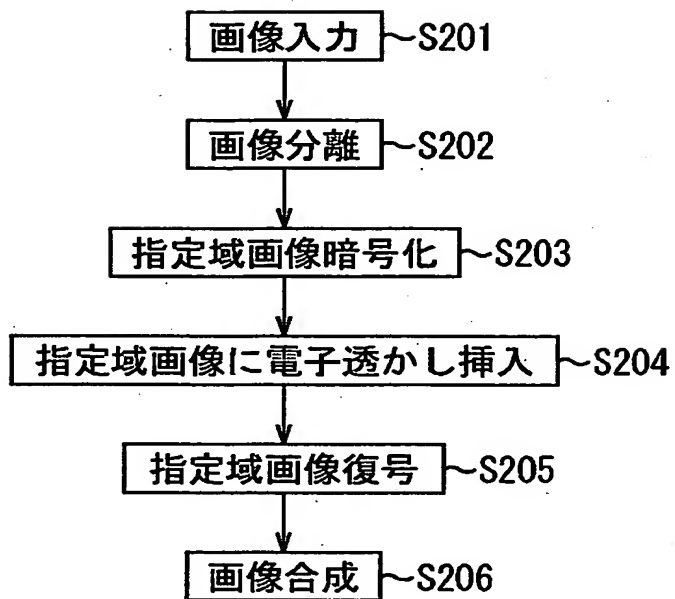 画像入力 ~S201
画像分離 ~S202
指定域画像暗号化 ~S203
指定域画像に電子透かし挿入 ~S204
指定域画像復号 ~S205
画像合成 ~S206